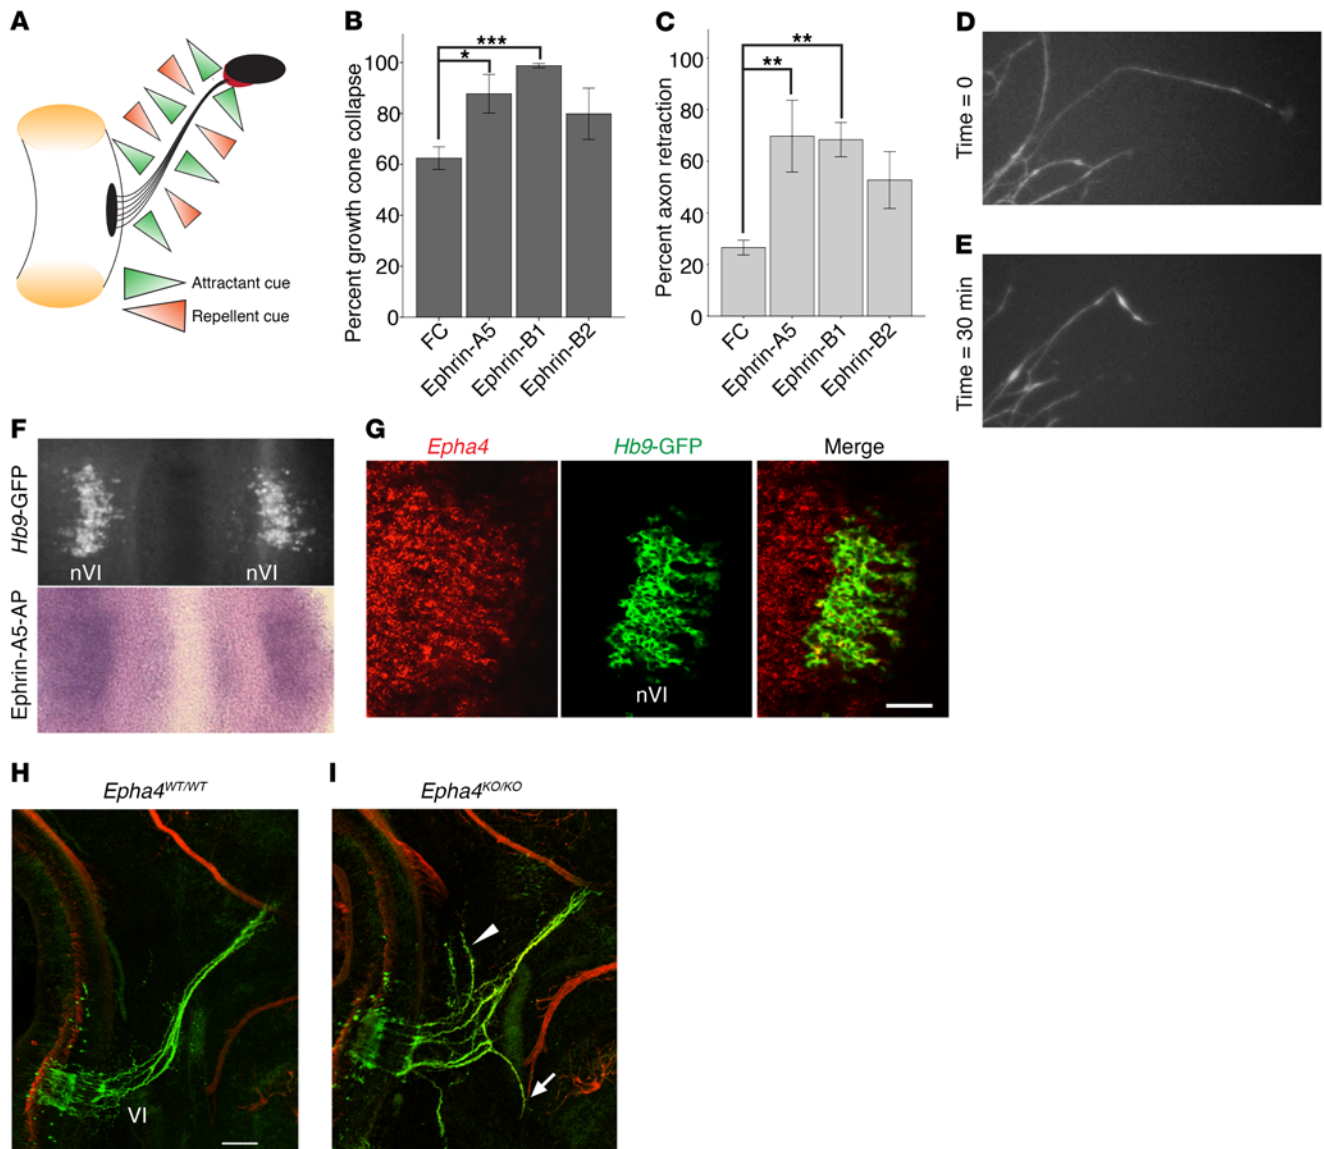 A
Attractant cue
Repellent cue
B
Percent growth cone collapse
100
80
60
40
20
0
***
*
FC
Ephrin-A5
Ephrin-B1
Ephrin-B2
C
Percent axon retraction
100
80
60
40
20
0
**
**
FC
Ephrin-A5
Ephrin-B1
Ephrin-B2
D
Time = 0
E
Time = 30 min
F
Hb9-GFP
nVI
nVI
Ephrin-A5-AP
G
Epha4
Hb9-GFP
Merge
nVI
H
Epha4WT/WT
VI
I
Epha4KO/KO